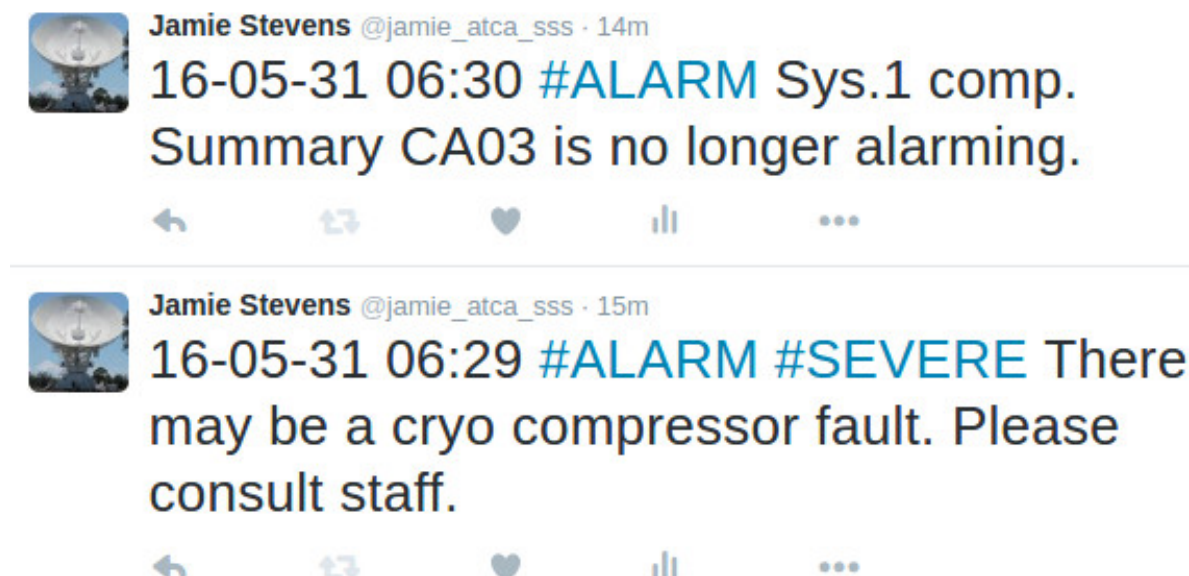 Jamie Stevens @jamie_atca_sss · 14m
16-05-31 06:30 #ALARM Sys.1 comp.
Summary CA03 is no longer alarming.
Jamie Stevens @jamie_atca_sss · 15m
16-05-31 06:29 #ALARM #SEVERE There
may be a cryo compressor fault. Please
consult staff.